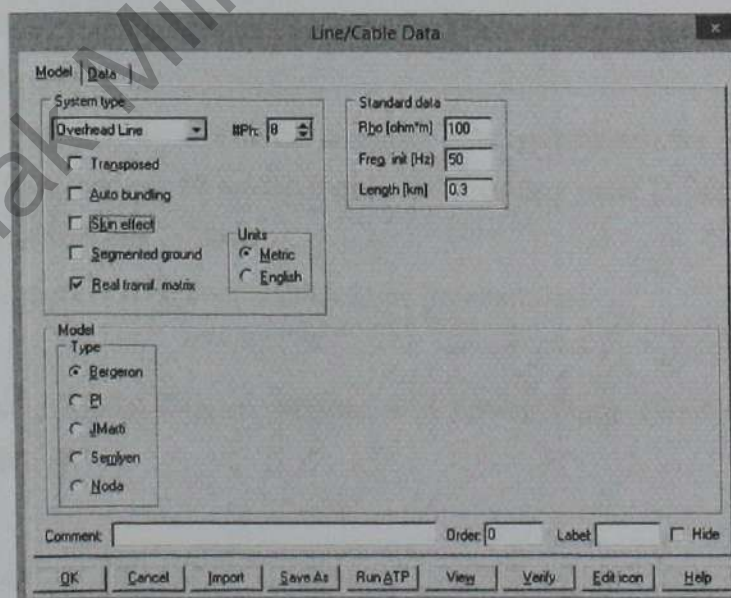 Line/Cable Data
x
Model Data
System type
Overhead Line #Ph: 8
Transposed
Auto bundling
Skin effect
Segmented ground
Real transf. matrix
Units
Metric
English
Standard data
Rho [ohm*m] 100
Freq. init [Hz] 50
Length [km] 0.3
Model
Type
Bergeron
PI
JMarti
Semlyen
Noda
Comment: Order: 0 Label: Hide
OK Cancel Import Save As Run ATP View Verify Edit icon Help